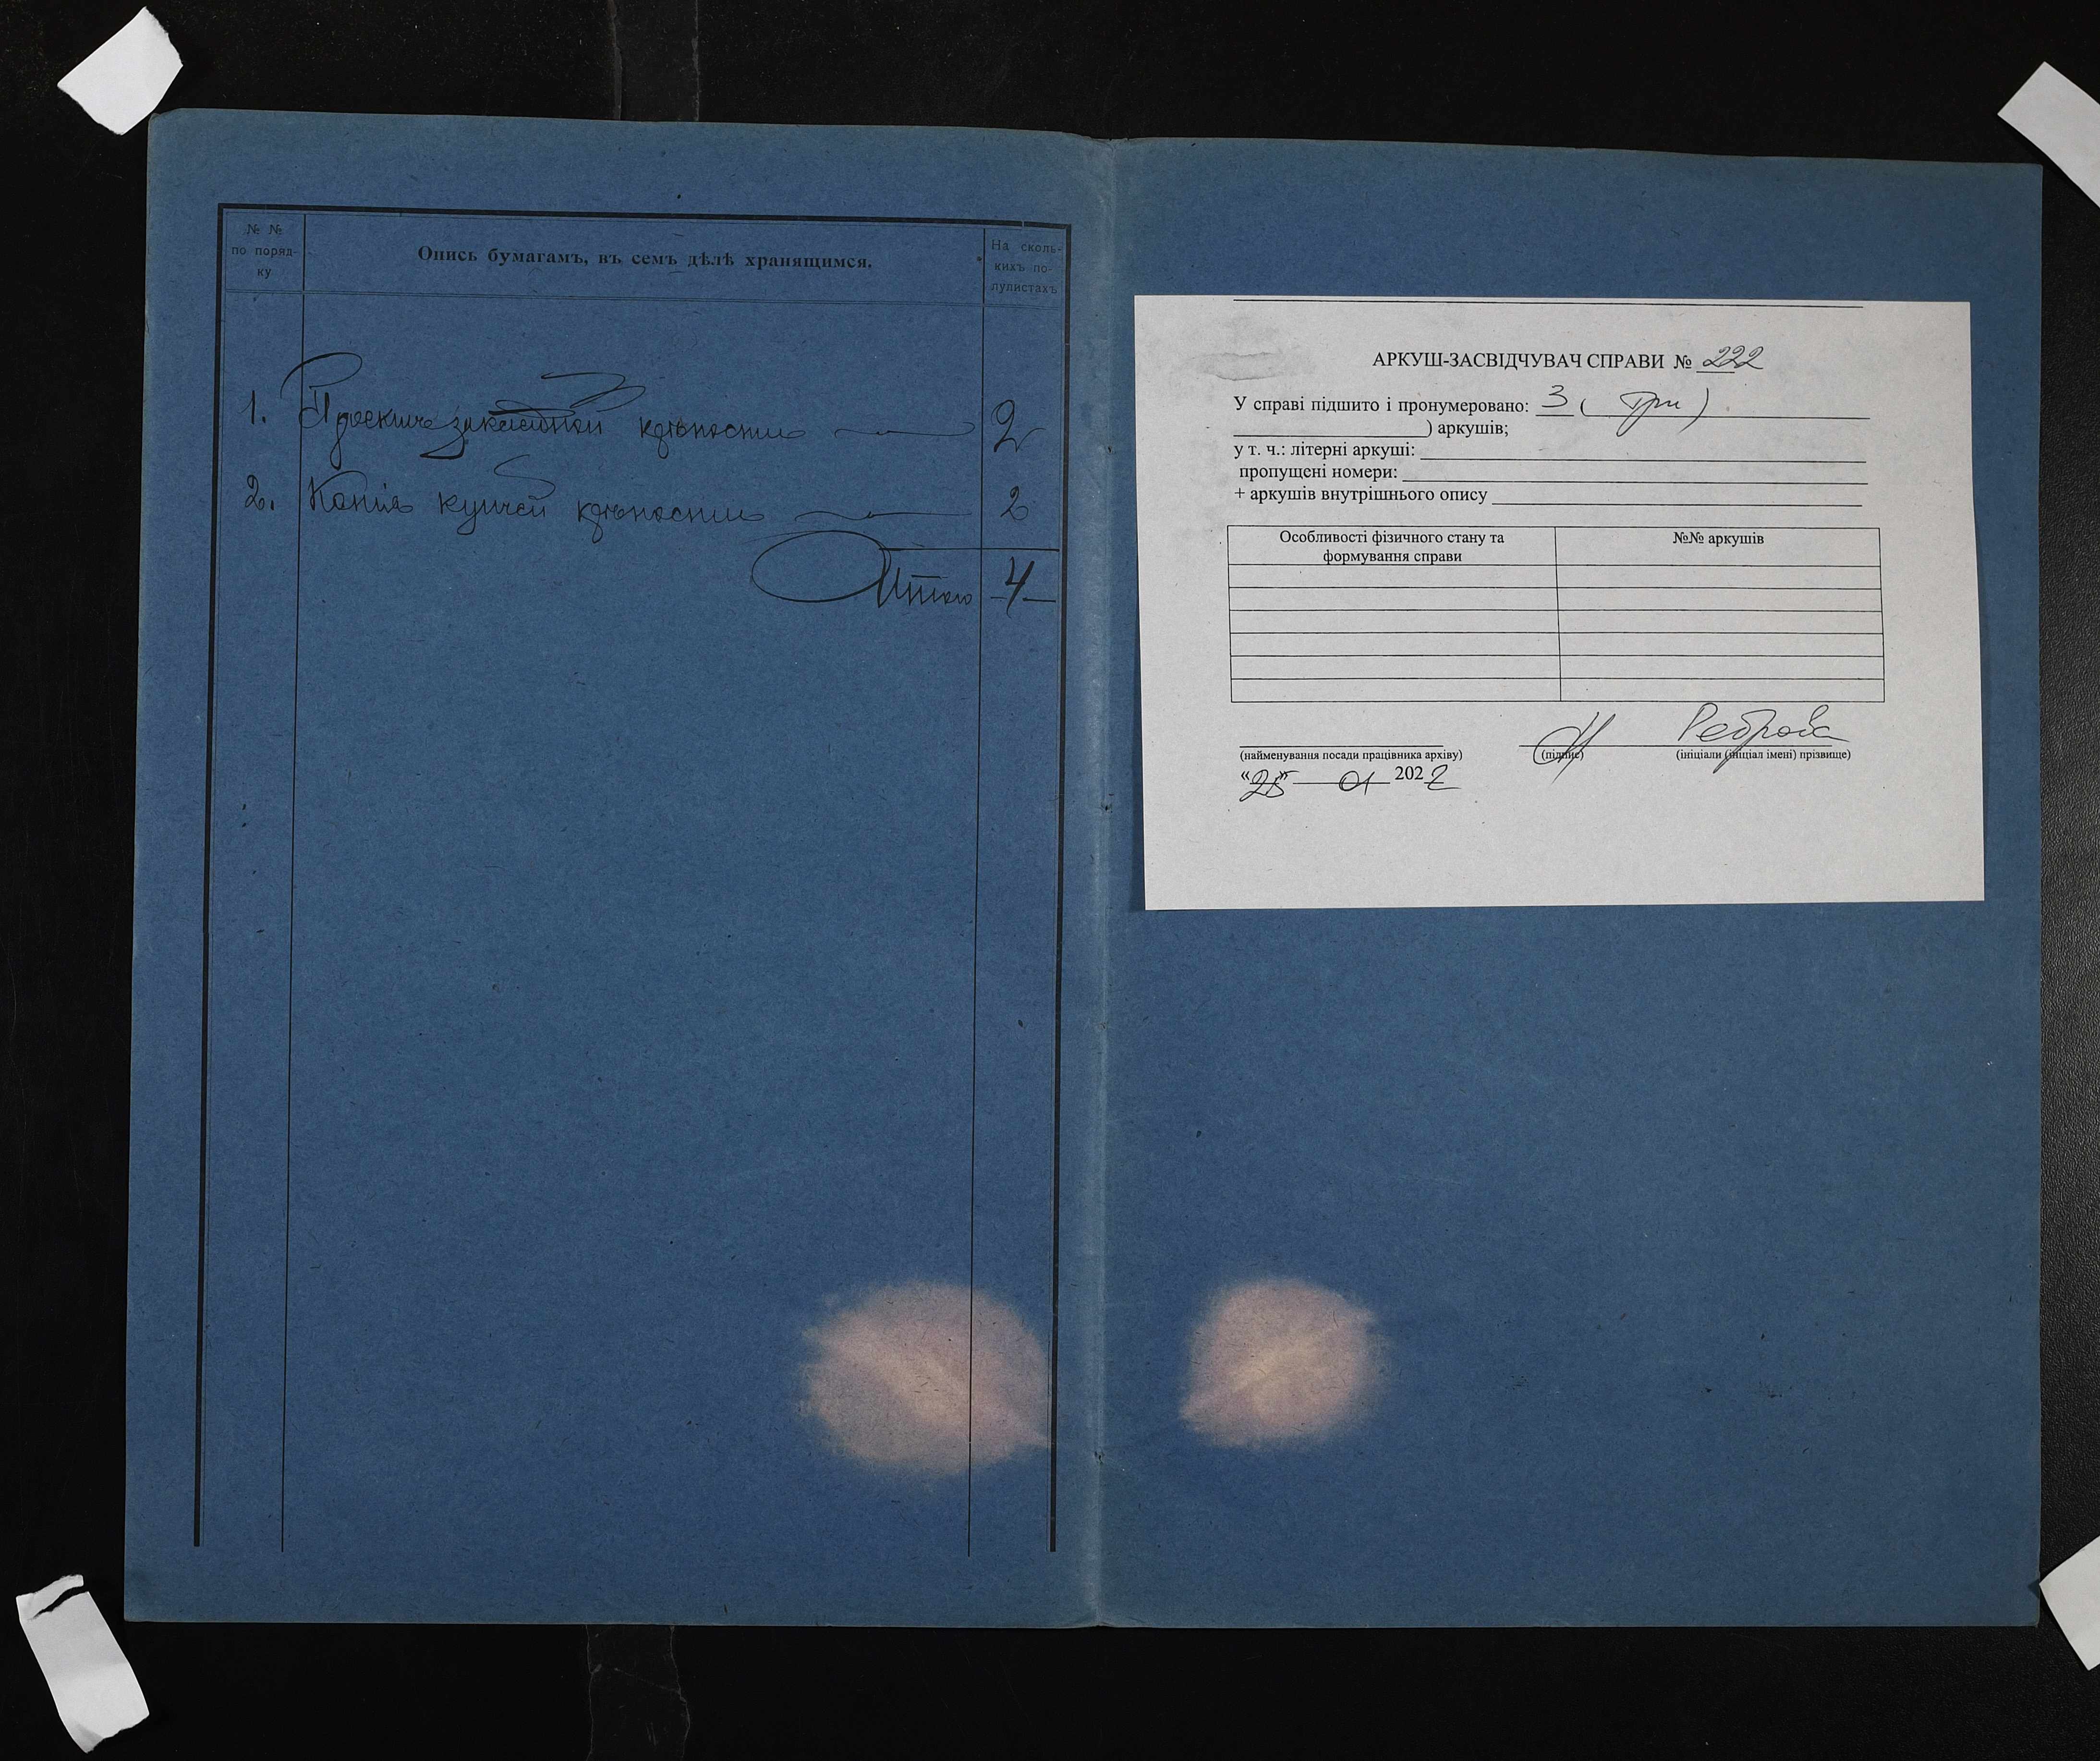 № №
по поряд-
ку
Опись бумагамъ, въ семъ дѣлѣ хранящимся.
На сколь-
кихъ по-
лулистахъ
1. Проектъ закладной крѣпости 2
2. Копія купчей крѣпости 2
Итого 4
АРКУШ-ЗАСВІДЧУВАЧ СПРАВИ № 222
У справі підшито і пронумеровано: 3 ( три )
) аркушів;
у т. ч.: літерні аркуші:
пропущені номери:
+ аркушів внутрішнього опису
Особливості фізичного стану та
формування справи
№№ аркушів
Реброва
(найменування посади працівника архіву) (підпис) (ініціали (ініціал імені) прізвище)
"25" 01 2022